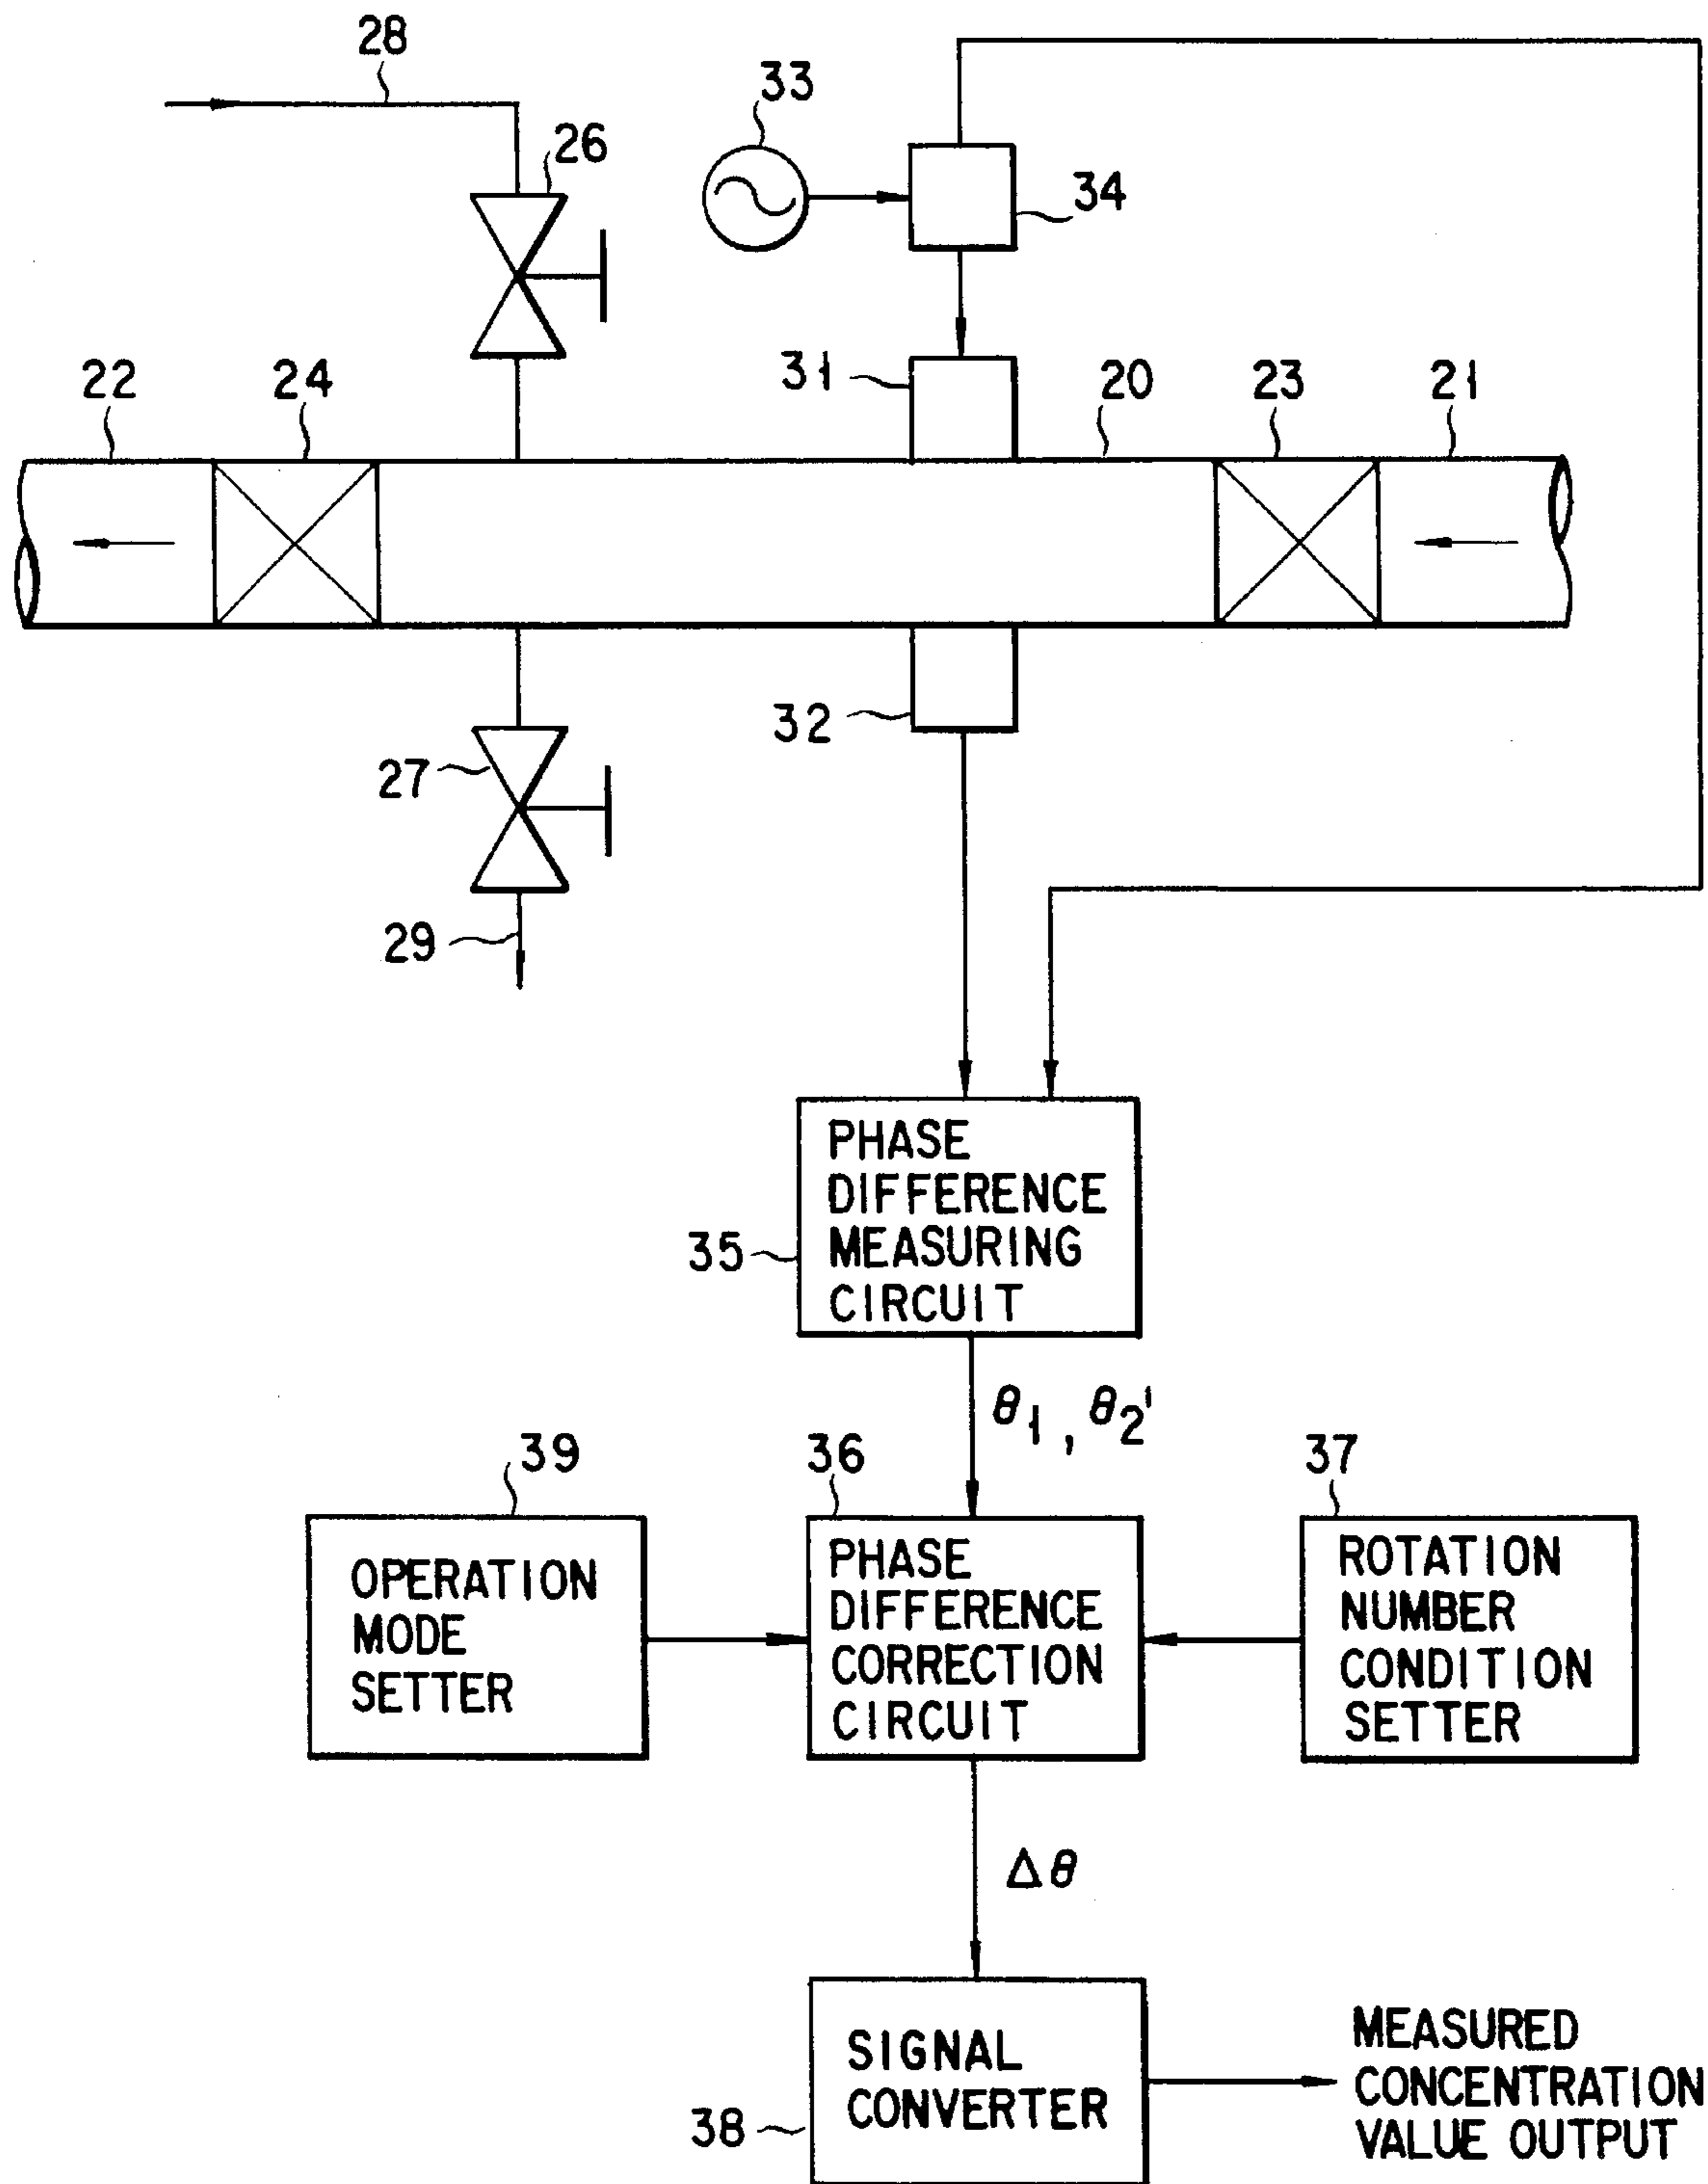 28
33
26
34
22
24
31
20
23
21
32
27
29
PHASE
DIFFERENCE
MEASURING
CIRCUIT
35
θ1, θ2'
39
36
37
OPERATION
MODE
SETTER
PHASE
DIFFERENCE
CORRECTION
CIRCUIT
ROTATION
NUMBER
CONDITION
SETTER
Δθ
SIGNAL
CONVERTER
38
MEASURED
CONCENTRATION
VALUE OUTPUT